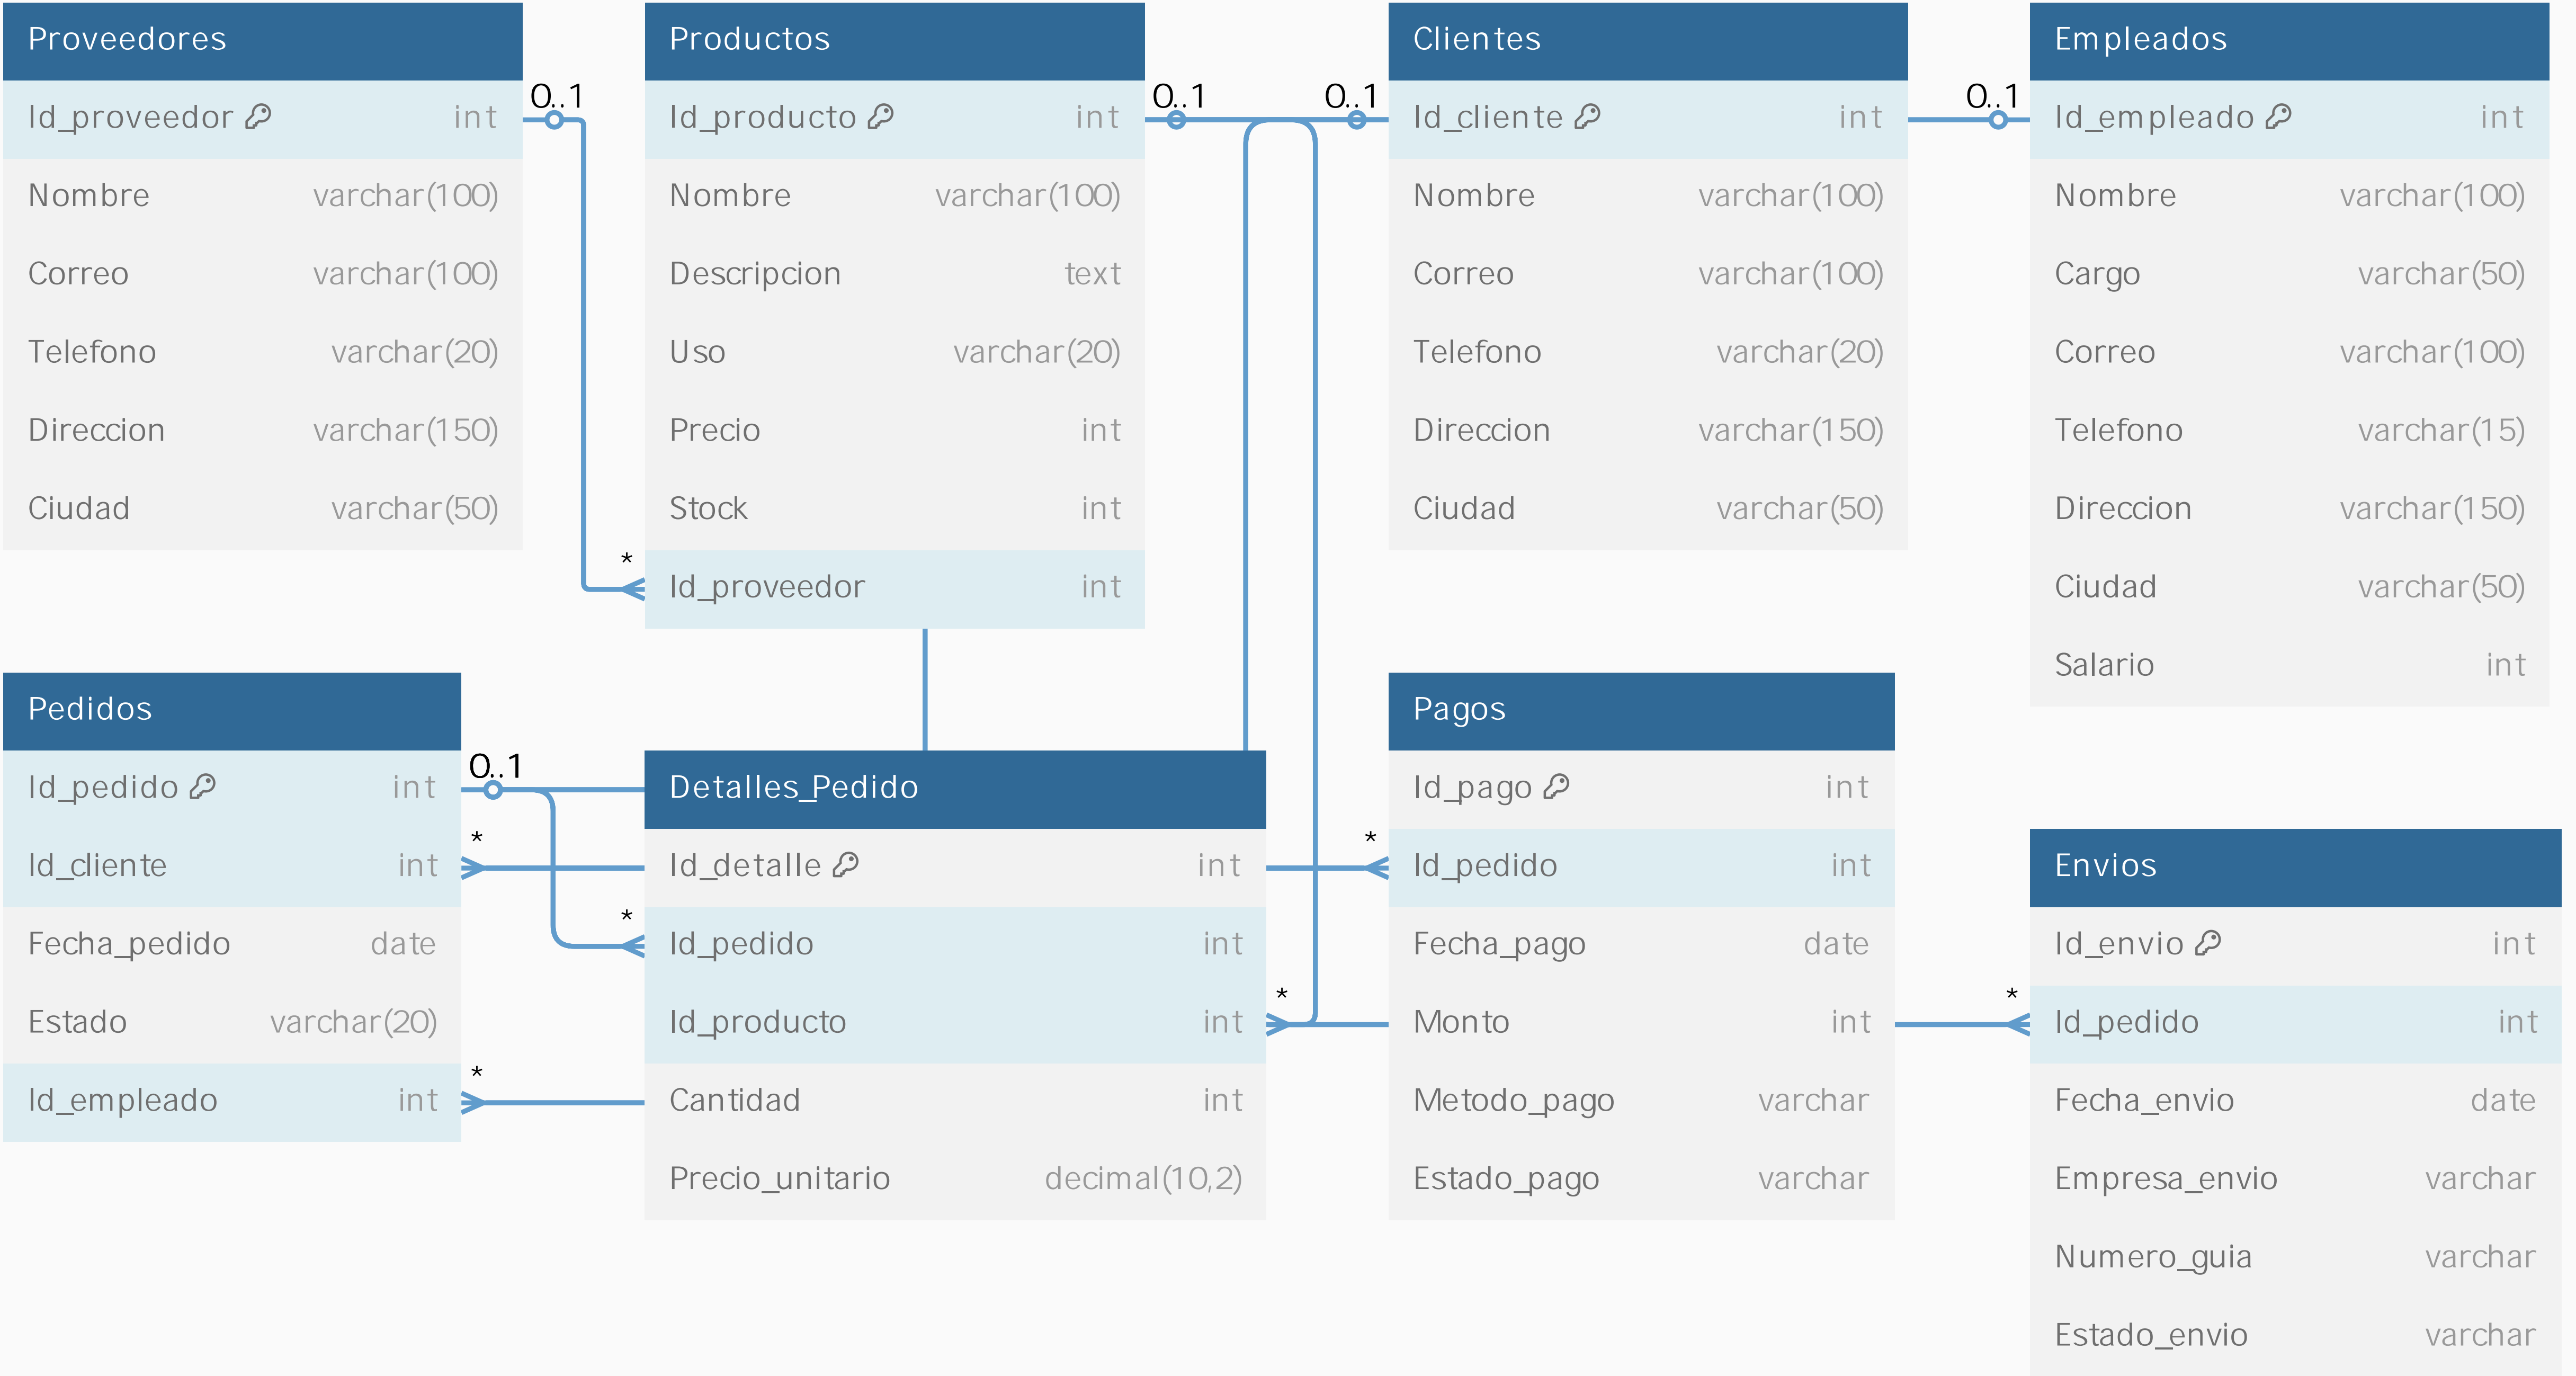 Proveedores
0..1
Id_proveedor int
Nombre varchar(100)
Correo varchar(100)
Telefono varchar(20)
Direccion varchar(150)
Ciudad varchar(50)
Productos
0..1
Id_producto int
Nombre varchar(100)
Descripcion text
Uso varchar(20)
Precio int
Stock int
*
Id_proveedor int
Clientes
0..1
Id_cliente int
Nombre varchar(100)
Correo varchar(100)
Telefono varchar(20)
Direccion varchar(150)
Ciudad varchar(50)
Empleados
0..1
Id_empleado int
Nombre varchar(100)
Cargo varchar(50)
Correo varchar(100)
Telefono varchar(15)
Direccion varchar(150)
Ciudad varchar(50)
Salario int
Pedidos
0..1
Id_pedido int
*
Id_cliente int
Fecha_pedido date
Estado varchar(20)
*
Id_empleado int
Detalles_Pedido
Id_detalle int
*
Id_pedido int
*
Id_producto int
Cantidad int
Precio_unitario decimal(10,2)
Pagos
Id_pago int
*
Id_pedido int
Fecha_pago date
Monto int
Metodo_pago varchar
Estado_pago varchar
Envios
Id_envio int
*
Id_pedido int
Fecha_envio date
Empresa_envio varchar
Numero_guia varchar
Estado_envio varchar